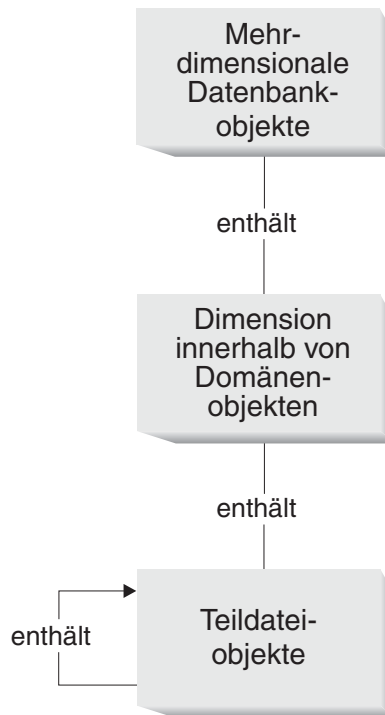 Mehr-
dimensionale
Datenbank-
objekte
enthält
Dimension
innerhalb von
Domänen-
objekten
enthält
Teildatei-
objekte
enthält